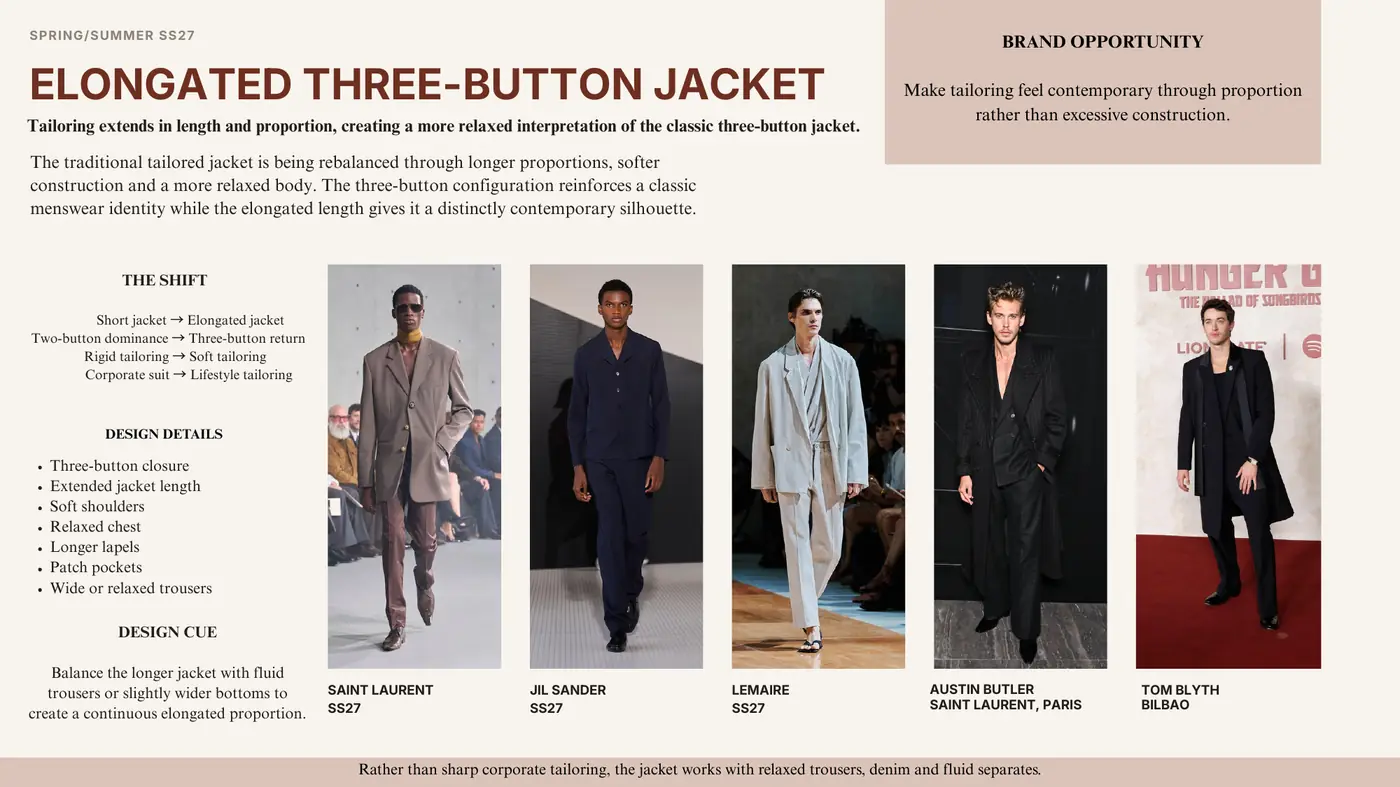 SPRING/SUMMER SS27
ELONGATED THREE-BUTTON JACKET
Tailoring extends in length and proportion, creating a more relaxed interpretation of the classic three-button jacket.
The traditional tailored jacket is being rebalanced through longer proportions, softer
construction and a more relaxed body. The three-button configuration reinforces a classic
menswear identity while the elongated length gives it a distinctly contemporary silhouette.
BRAND OPPORTUNITY
Make tailoring feel contemporary through proportion
rather than excessive construction.
THE SHIFT
Short jacket → Elongated jacket
Two-button dominance → Three-button return
Rigid tailoring → Soft tailoring
Corporate suit → Lifestyle tailoring
DESIGN DETAILS
• Three-button closure
• Extended jacket length
• Soft shoulders
• Relaxed chest
• Longer lapels
• Patch pockets
• Wide or relaxed trousers
DESIGN CUE
Balance the longer jacket with fluid
trousers or slightly wider bottoms to
create a continuous elongated proportion.
HUNGER G
THE BALLAD OF SONGBIRDS
LIONSGATE
SAINT LAURENT
SS27
JIL SANDER
SS27
LEMAIRE
SS27
AUSTIN BUTLER
SAINT LAURENT, PARIS
TOM BLYTH
BILBAO
Rather than sharp corporate tailoring, the jacket works with relaxed trousers, denim and fluid separates.